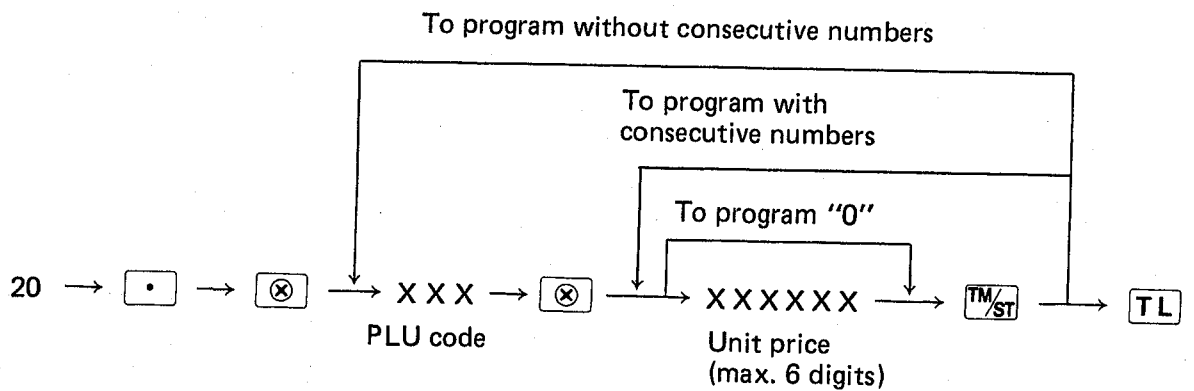 To program without consecutive numbers
To program with
consecutive numbers
To program “0”
20 → [•] → [⊗] → XXX → [⊗] → XXXXXX → [TM/ST] → [TL]
PLU code
Unit price
(max. 6 digits)